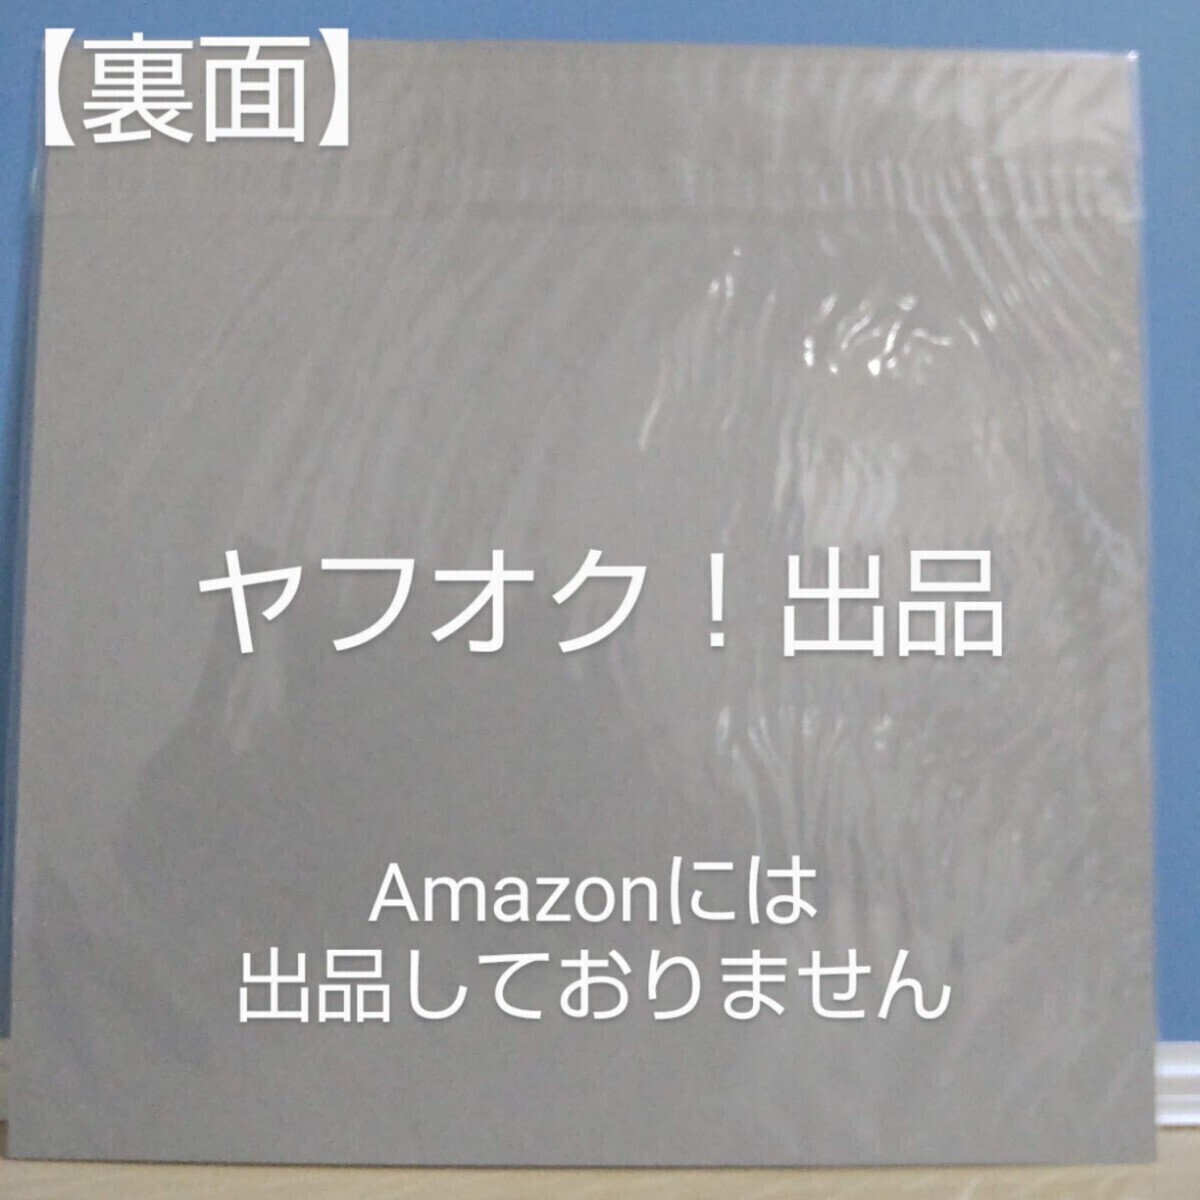 【裏面】
ヤフオク！出品
Amazonには
出品しておりません